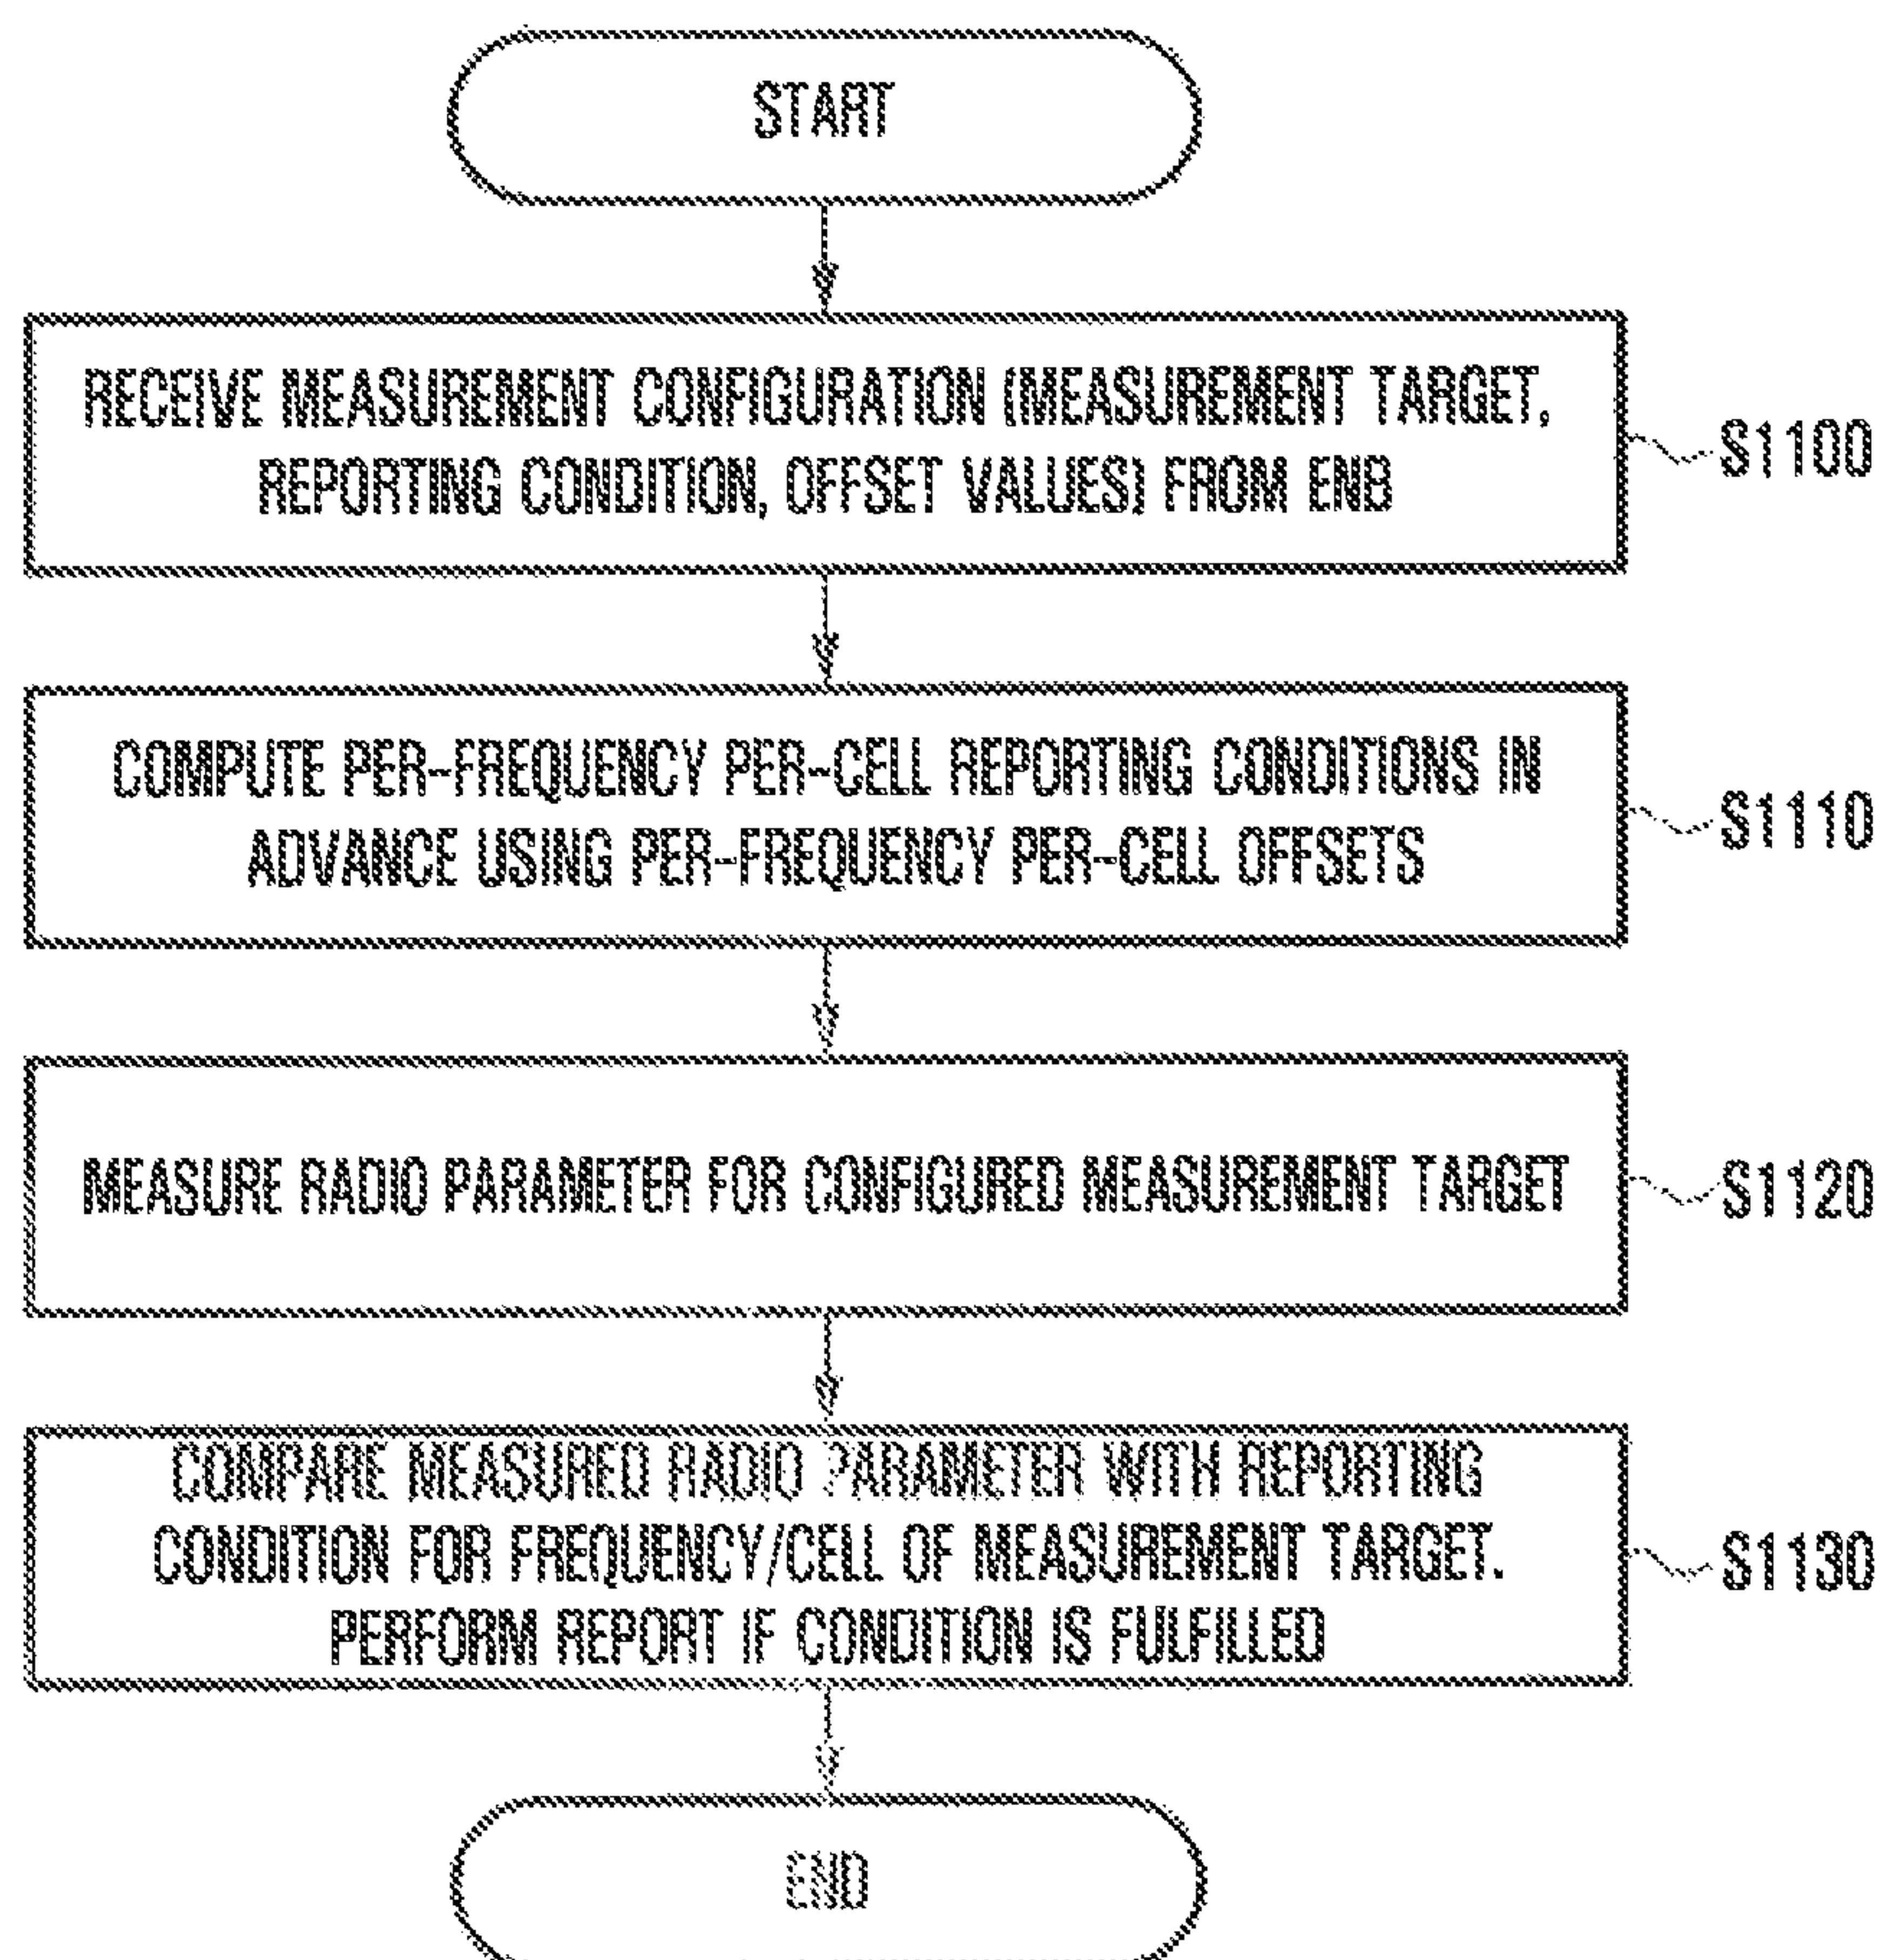 START
RECEIVE MEASUREMENT CONFIGURATION (MEASUREMENT TARGET,
REPORTING CONDITION, OFFSET VALUES) FROM ENB
S1100
COMPUTE PER-FREQUENCY PER-CELL REPORTING CONDITIONS IN
ADVANCE USING PER-FREQUENCY PER-CELL OFFSETS
S1110
MEASURE RADIO PARAMETER FOR CONFIGURED MEASUREMENT TARGET
S1120
COMPARE MEASURED RADIO PARAMETER WITH REPORTING
CONDITION FOR FREQUENCY/CELL OF MEASUREMENT TARGET.
PERFORM REPORT IF CONDITION IS FULFILLED
S1130
END